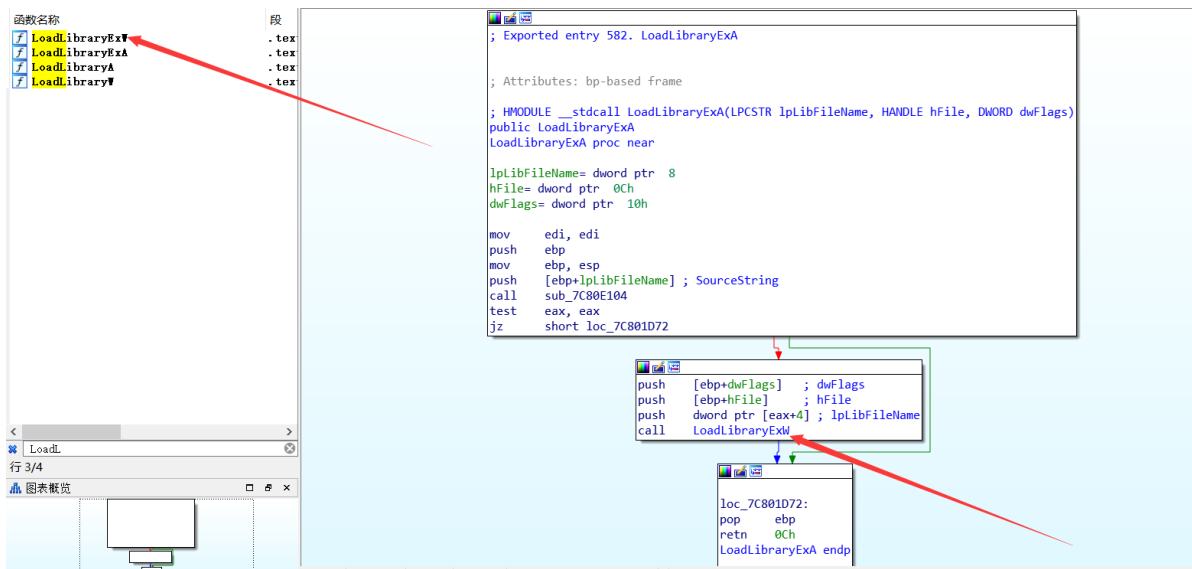 函数名称 段
LoadLibraryExW .tex
LoadLibraryExA .tex
LoadLibraryA .tex
LoadLibraryW .tex
LoadL
行 3/4
图表概览
; Exported entry 582. LoadLibraryExA
; Attributes: bp-based frame
; HMODULE __stdcall LoadLibraryExA(LPCSTR lpLibFileName, HANDLE hFile, DWORD dwFlags)
public LoadLibraryExA
LoadLibraryExA proc near
lpLibFileName= dword ptr 8
hFile= dword ptr 0Ch
dwFlags= dword ptr 10h
mov edi, edi
push ebp
mov ebp, esp
push [ebp+lpLibFileName] ; SourceString
call sub_7C80E104
test eax, eax
jz short loc_7C801D72
push [ebp+dwFlags] ; dwFlags
push [ebp+hFile] ; hFile
push dword ptr [eax+4] ; lpLibFileName
call LoadLibraryExW
loc_7C801D72:
pop ebp
retn 0Ch
LoadLibraryExA endp